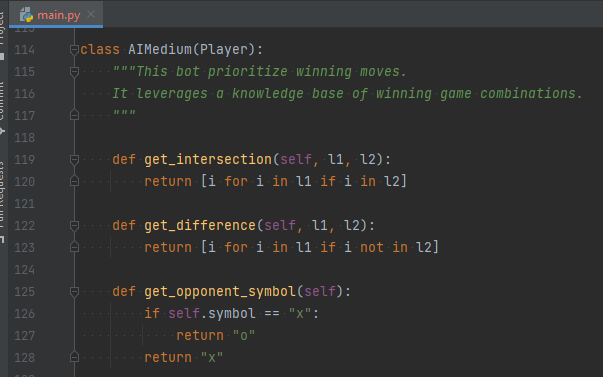 main.py
Project
114 class AIMedium(Player):
115 """This bot prioritize winning moves.
116 It leverages a knowledge base of winning game combinations.
117 """
118
119 def get_intersection(self, l1, l2):
120 return [i for i in l1 if i in l2]
121
122 def get_difference(self, l1, l2):
123 return [i for i in l1 if i not in l2]
124
125 def get_opponent_symbol(self):
126 if self.symbol == "x":
127 return "o"
128 return "x"
Commit
Pull Requests